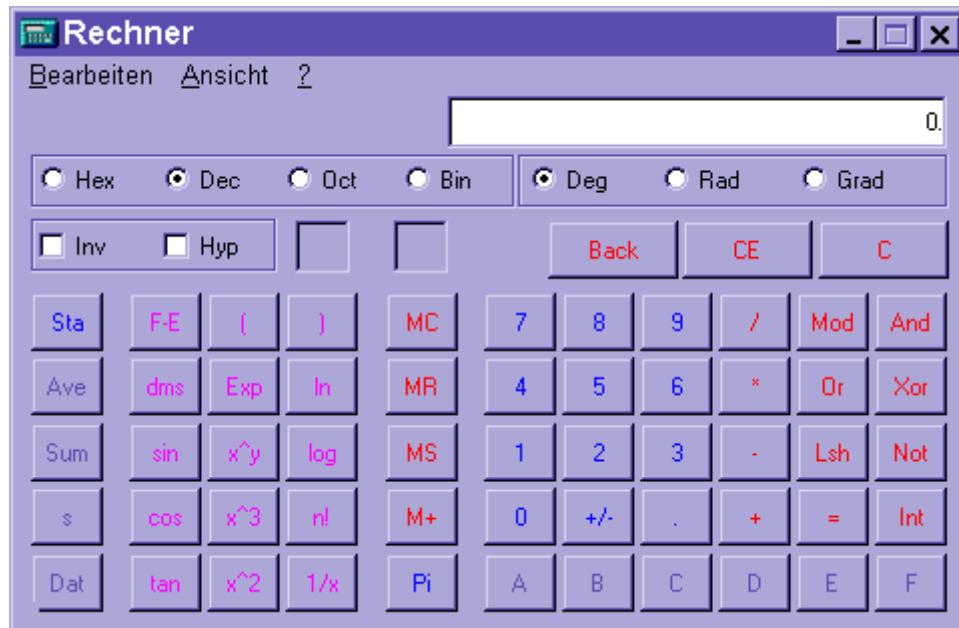 Rechner
Bearbeiten Ansicht ?
0.
Hex Dec Oct Bin Deg Rad Grad
Inv Hyp Back CE C
Sta F-E ( ) MC 7 8 9 / Mod And
Ave dms Exp ln MR 4 5 6 * Or Xor
Sum sin x^y log MS 1 2 3 - Lsh Not
s cos x^3 n! M+ 0 +/- . + = Int
Dat tan x^2 1/x Pi A B C D E F